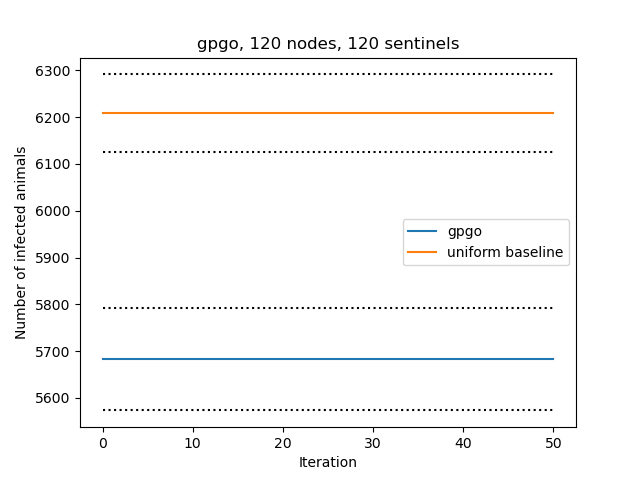 gpgo, 120 nodes, 120 sentinels
6300
6200
6100
6000
5900
5800
5700
5600
Number of infected animals
gpgo
uniform baseline
0 10 20 30 40 50
Iteration